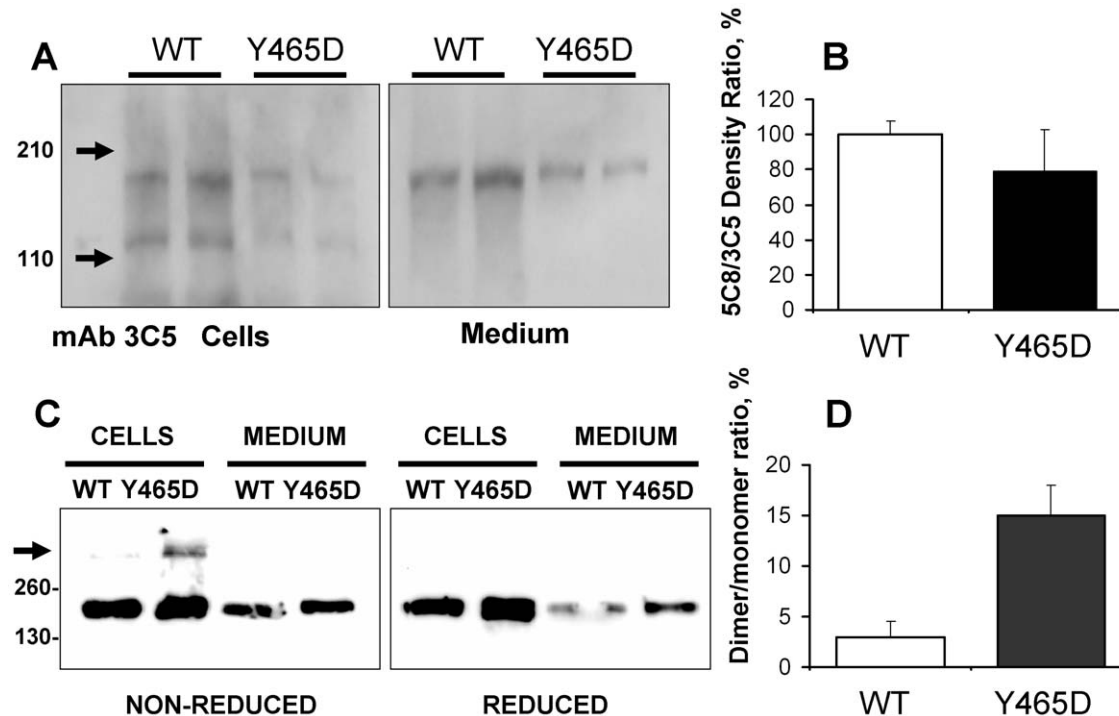 A
WT Y465D WT Y465D
210
110
mAb 3C5 Cells Medium
B
5C8/3C5 Density Ratio, %
120
100
80
60
40
20
0
WT Y465D
C
CELLS MEDIUM CELLS MEDIUM
WT Y465D WT Y465D WT Y465D WT Y465D
260-
130-
NON-REDUCED REDUCED
D
Dimer/monomer ratio, %
20
15
10
5
0
WT Y465D